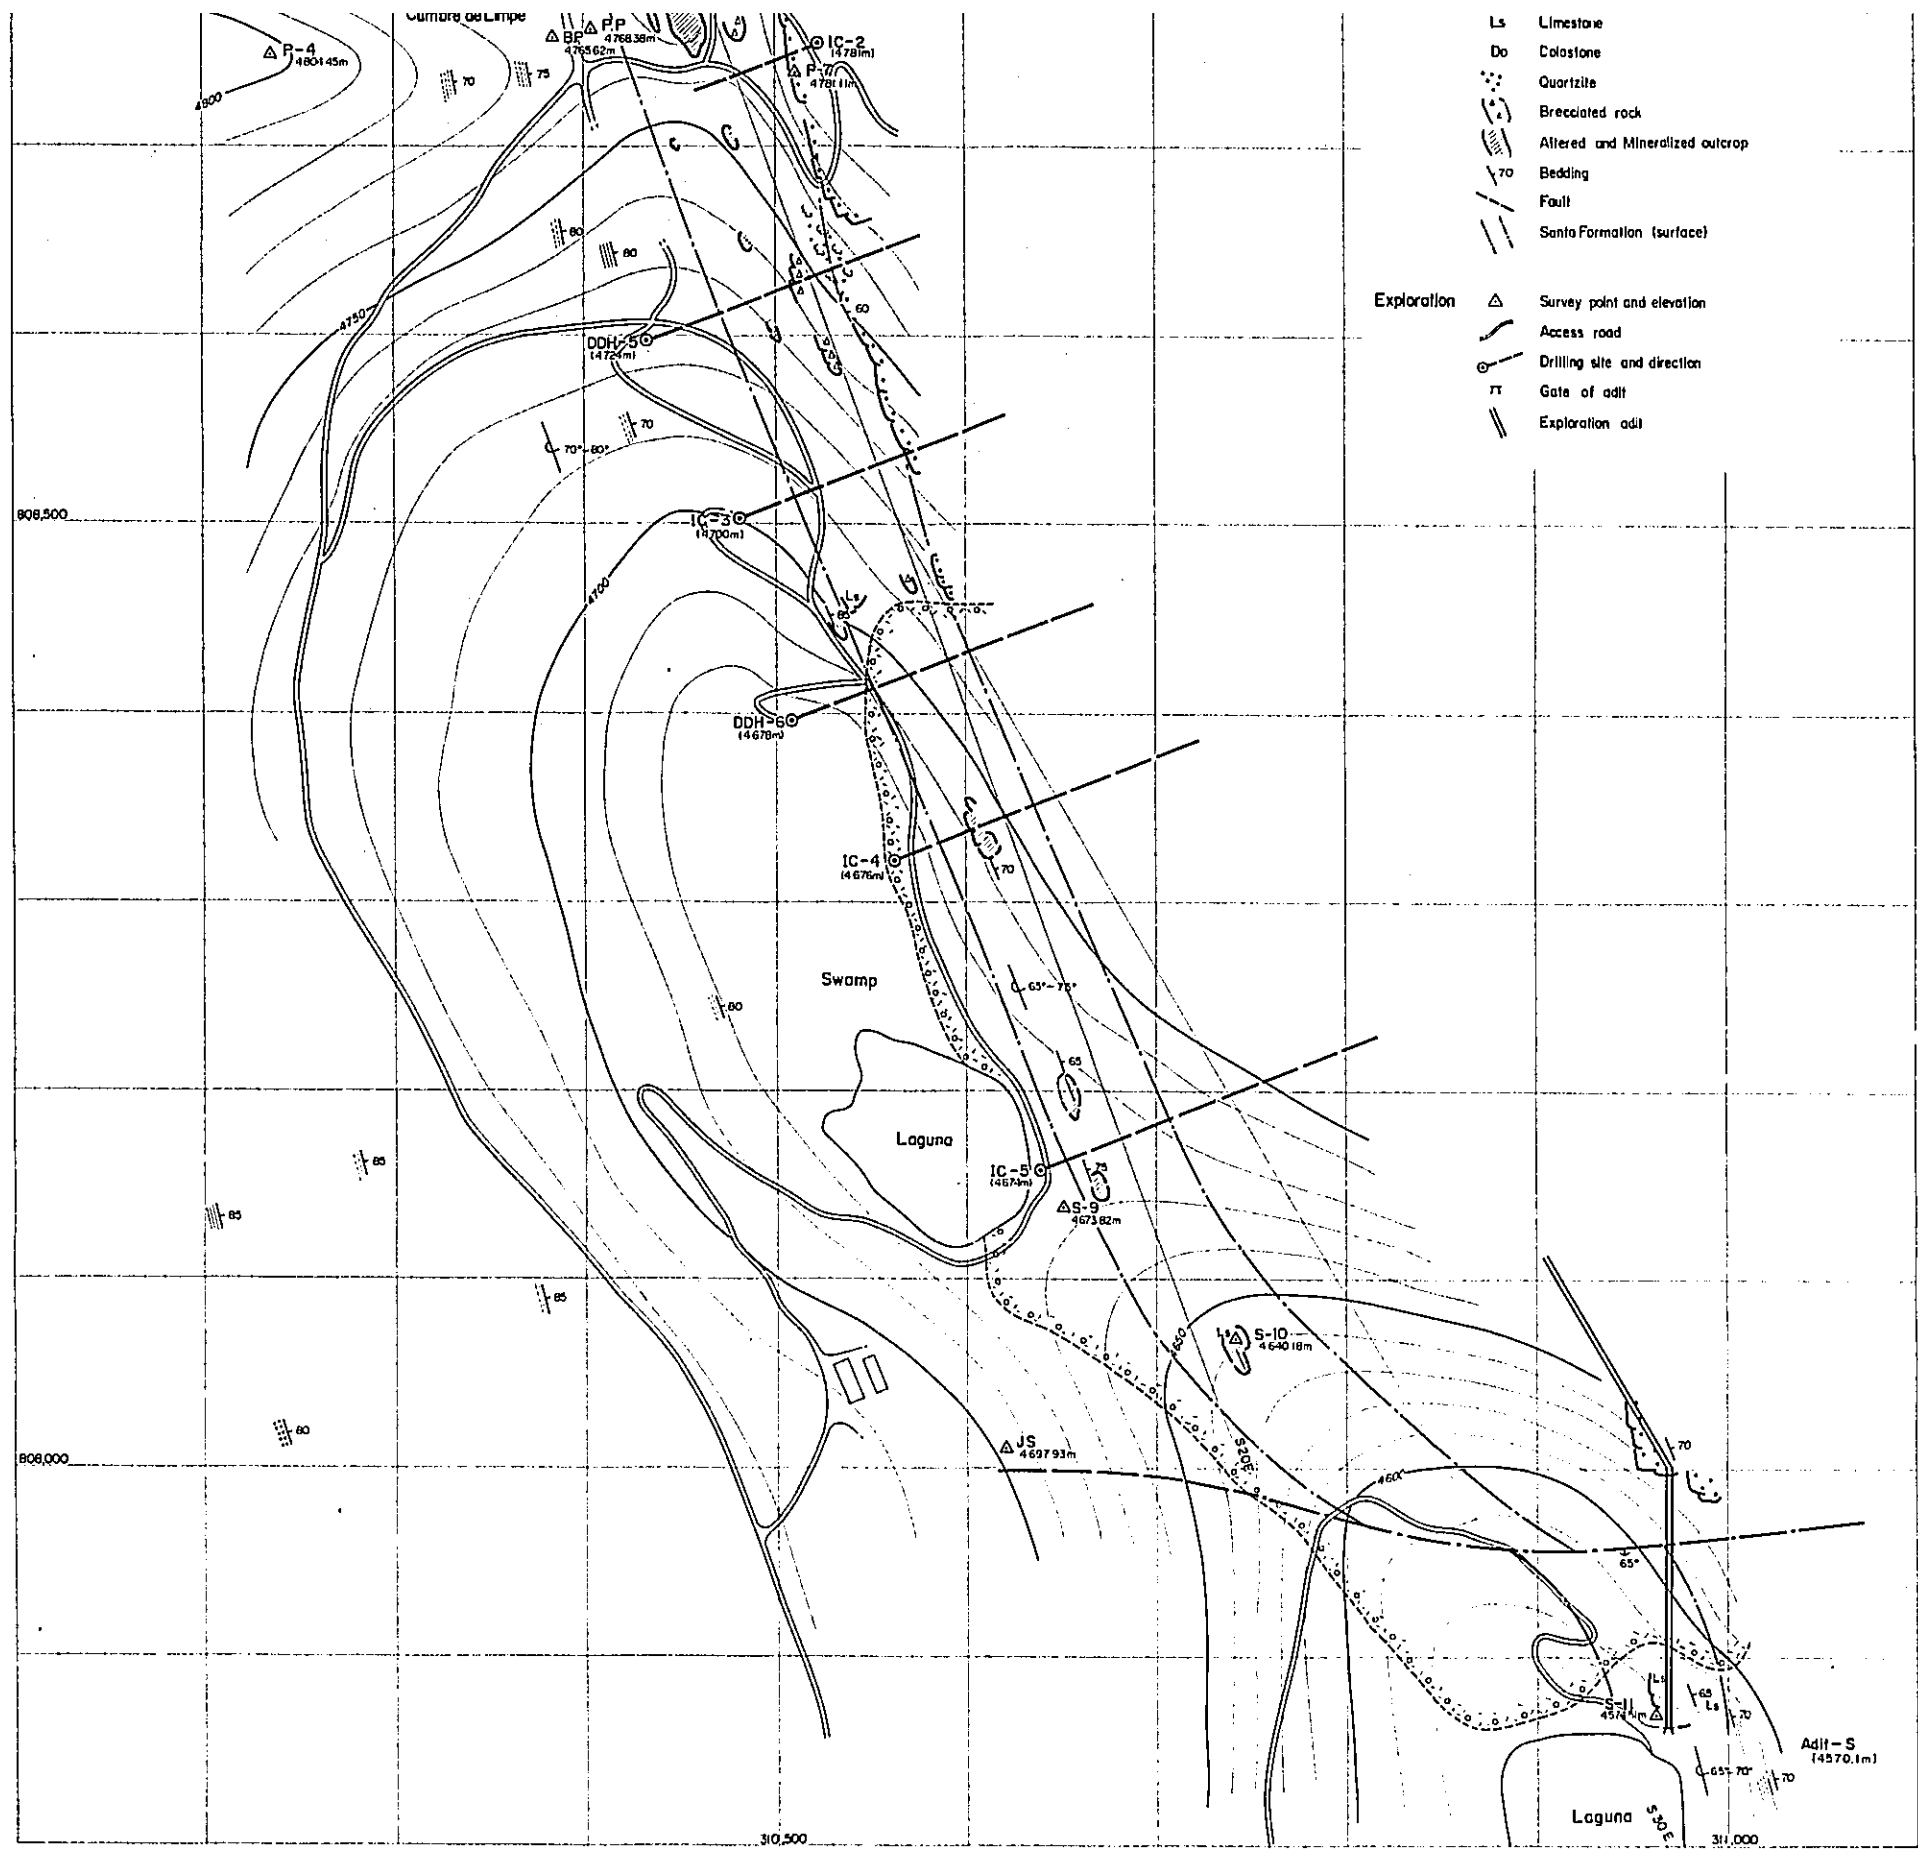 Cumbre de Limpe
P-4
4801.45m
BP
4765.62m
P.P
4768.38m
IC-2
(4781m)
P-7
4781.11m
70
75
4800
Ls Limestone
Do Dolostone
Quartzite
Brecciated rock
Altered and Mineralized outcrop
70 Bedding
Fault
Santa Formation (surface)
Exploration
Survey point and elevation
Access road
Drilling site and direction
Gate of adit
Exploration adit
80
80
4750
60
DDH-5
(4724m)
70
70°-80°
808,500
IC-3
(4700m)
4700
Ls
85
DDH-6
(4678m)
IC-4
(4676m)
70
Swamp
65°-75°
80
65
Laguna
IC-5
(4674m)
75
S-9
4673.82m
85
85
85
Ls
S-10
4640.18m
4650
80
JS
4697.93m
S20E
70
808,000
4600
65°
Ls
65
Ls
S-11
70
Adit-S
(4570.1m)
65°-70°
70
Laguna
S30E
310,500
311,000